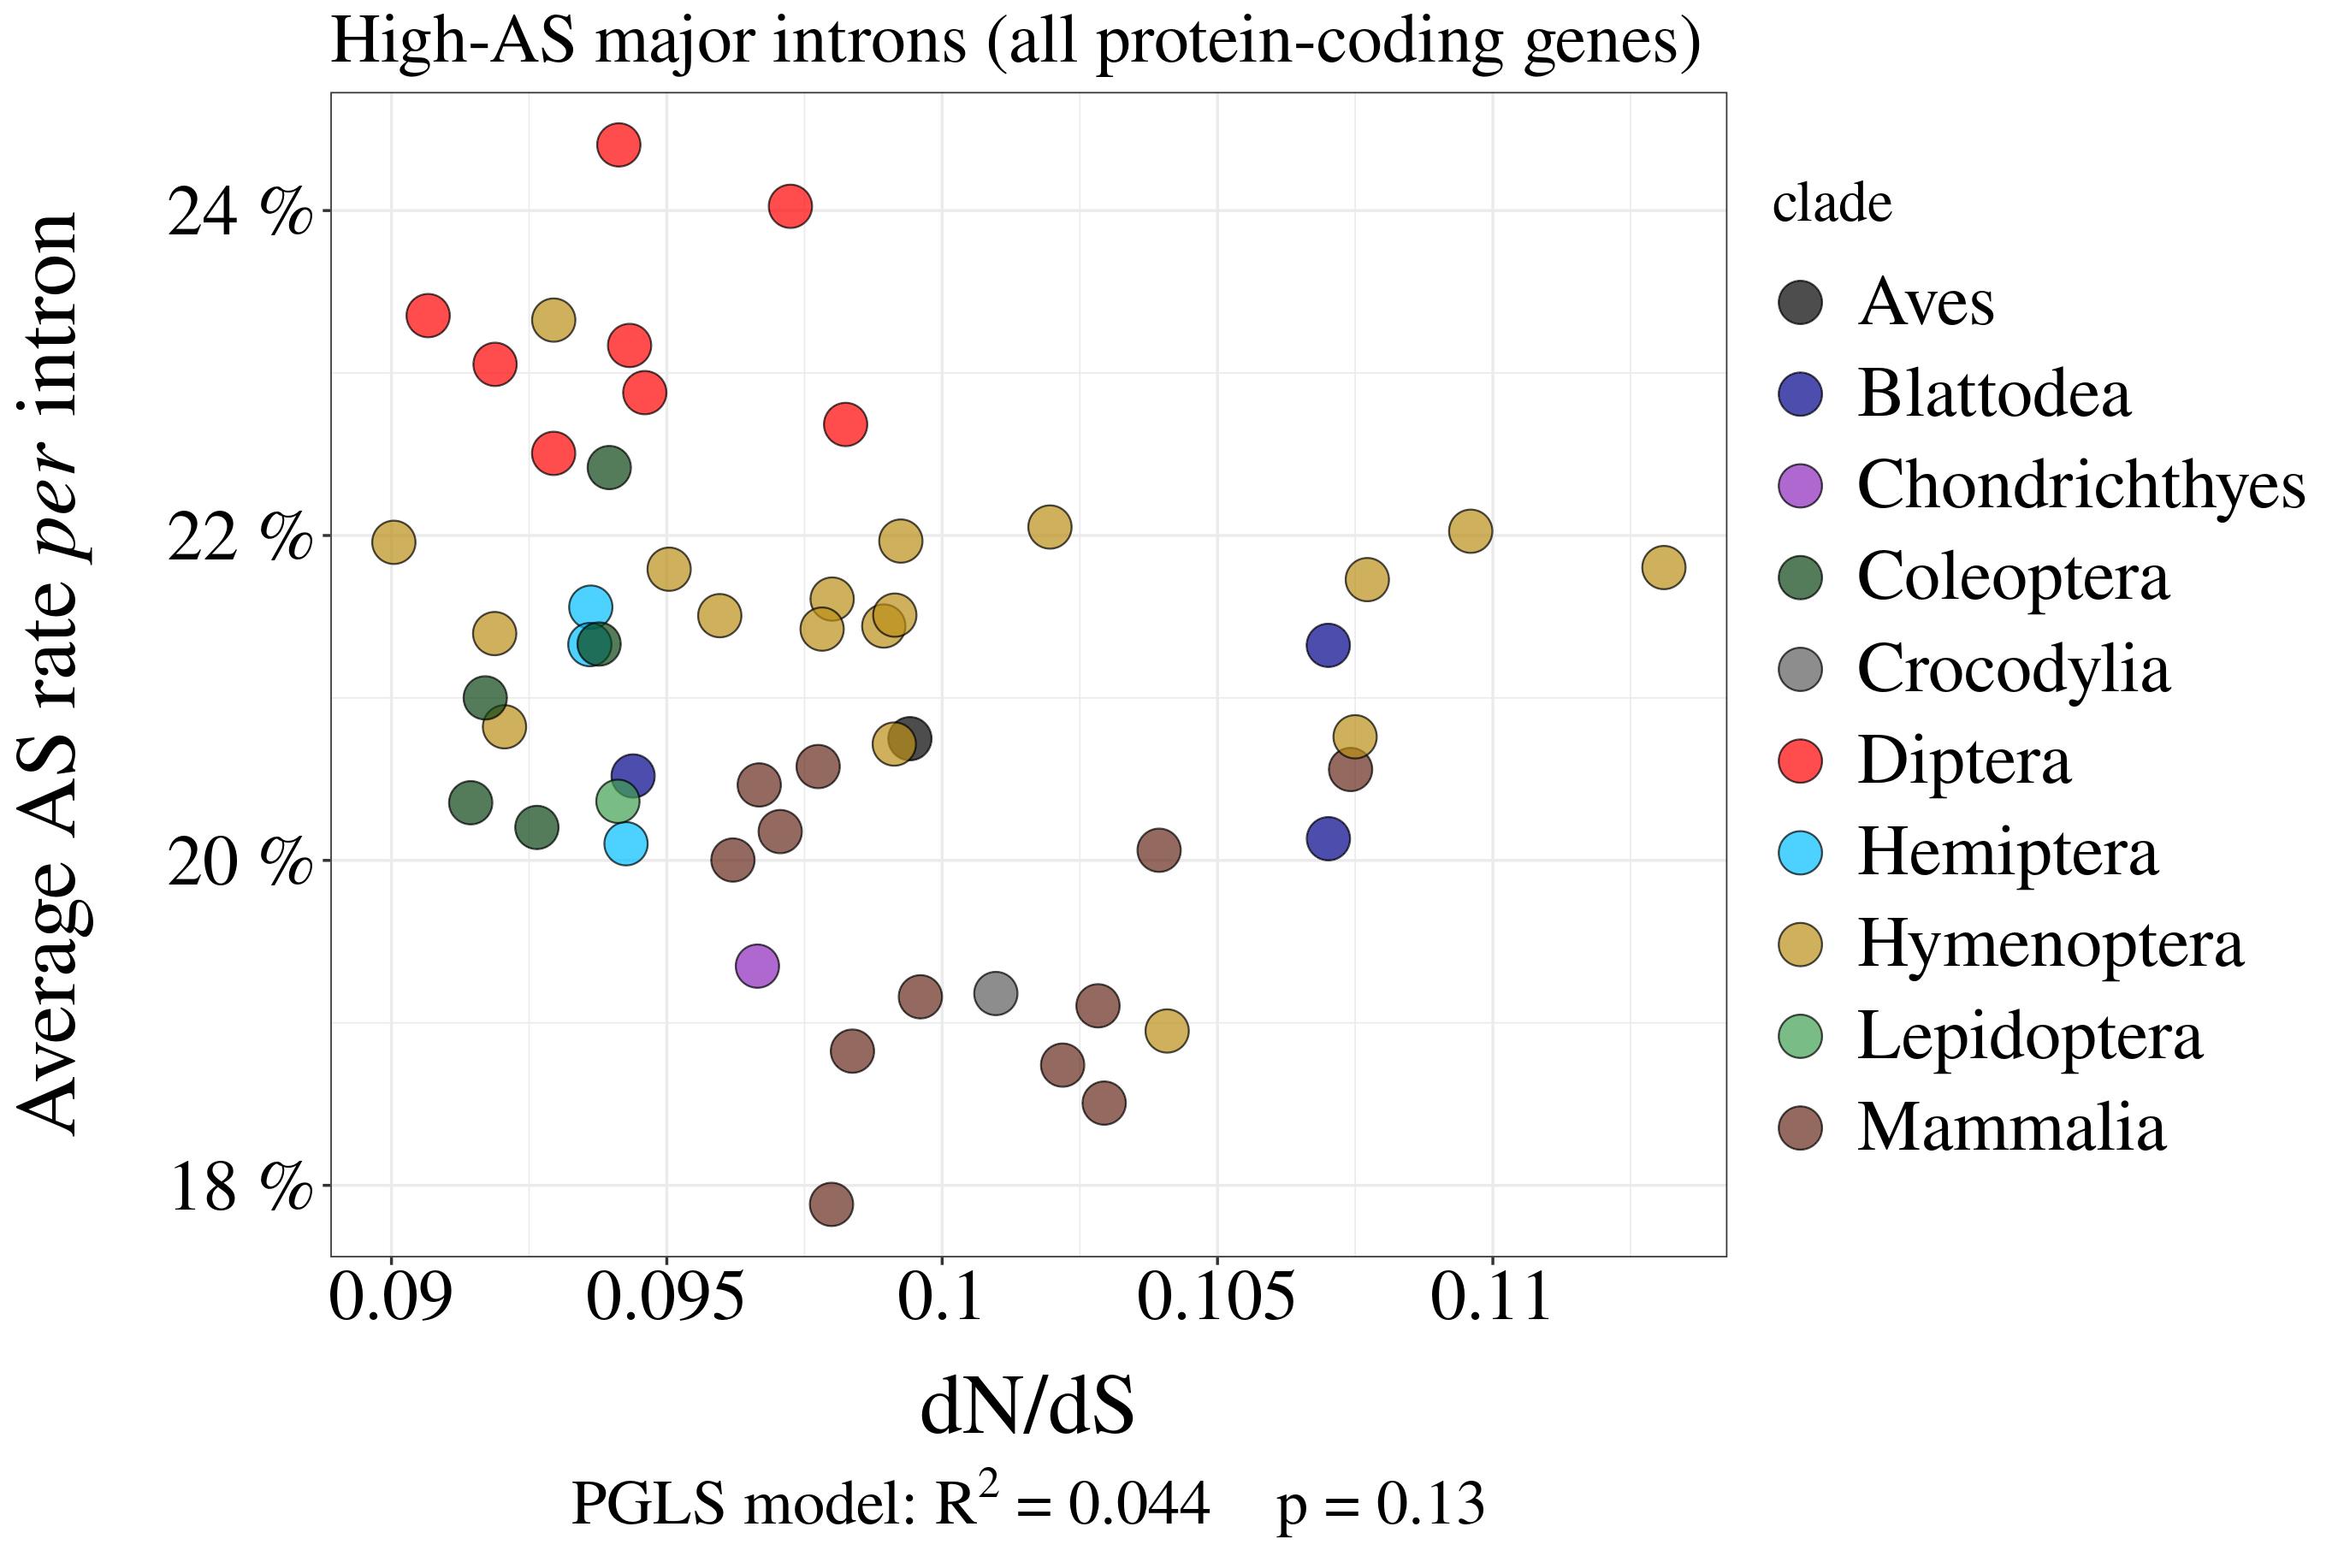 High-AS major introns (all protein-coding genes)
Average AS rate per intron
24 %
22 %
20 %
18 %
0.09 0.095 0.1 0.105 0.11
dN/dS
PGLS model: R² = 0.044 p = 0.13
clade
Aves
Blattodea
Chondrichthyes
Coleoptera
Crocodylia
Diptera
Hemiptera
Hymenoptera
Lepidoptera
Mammalia